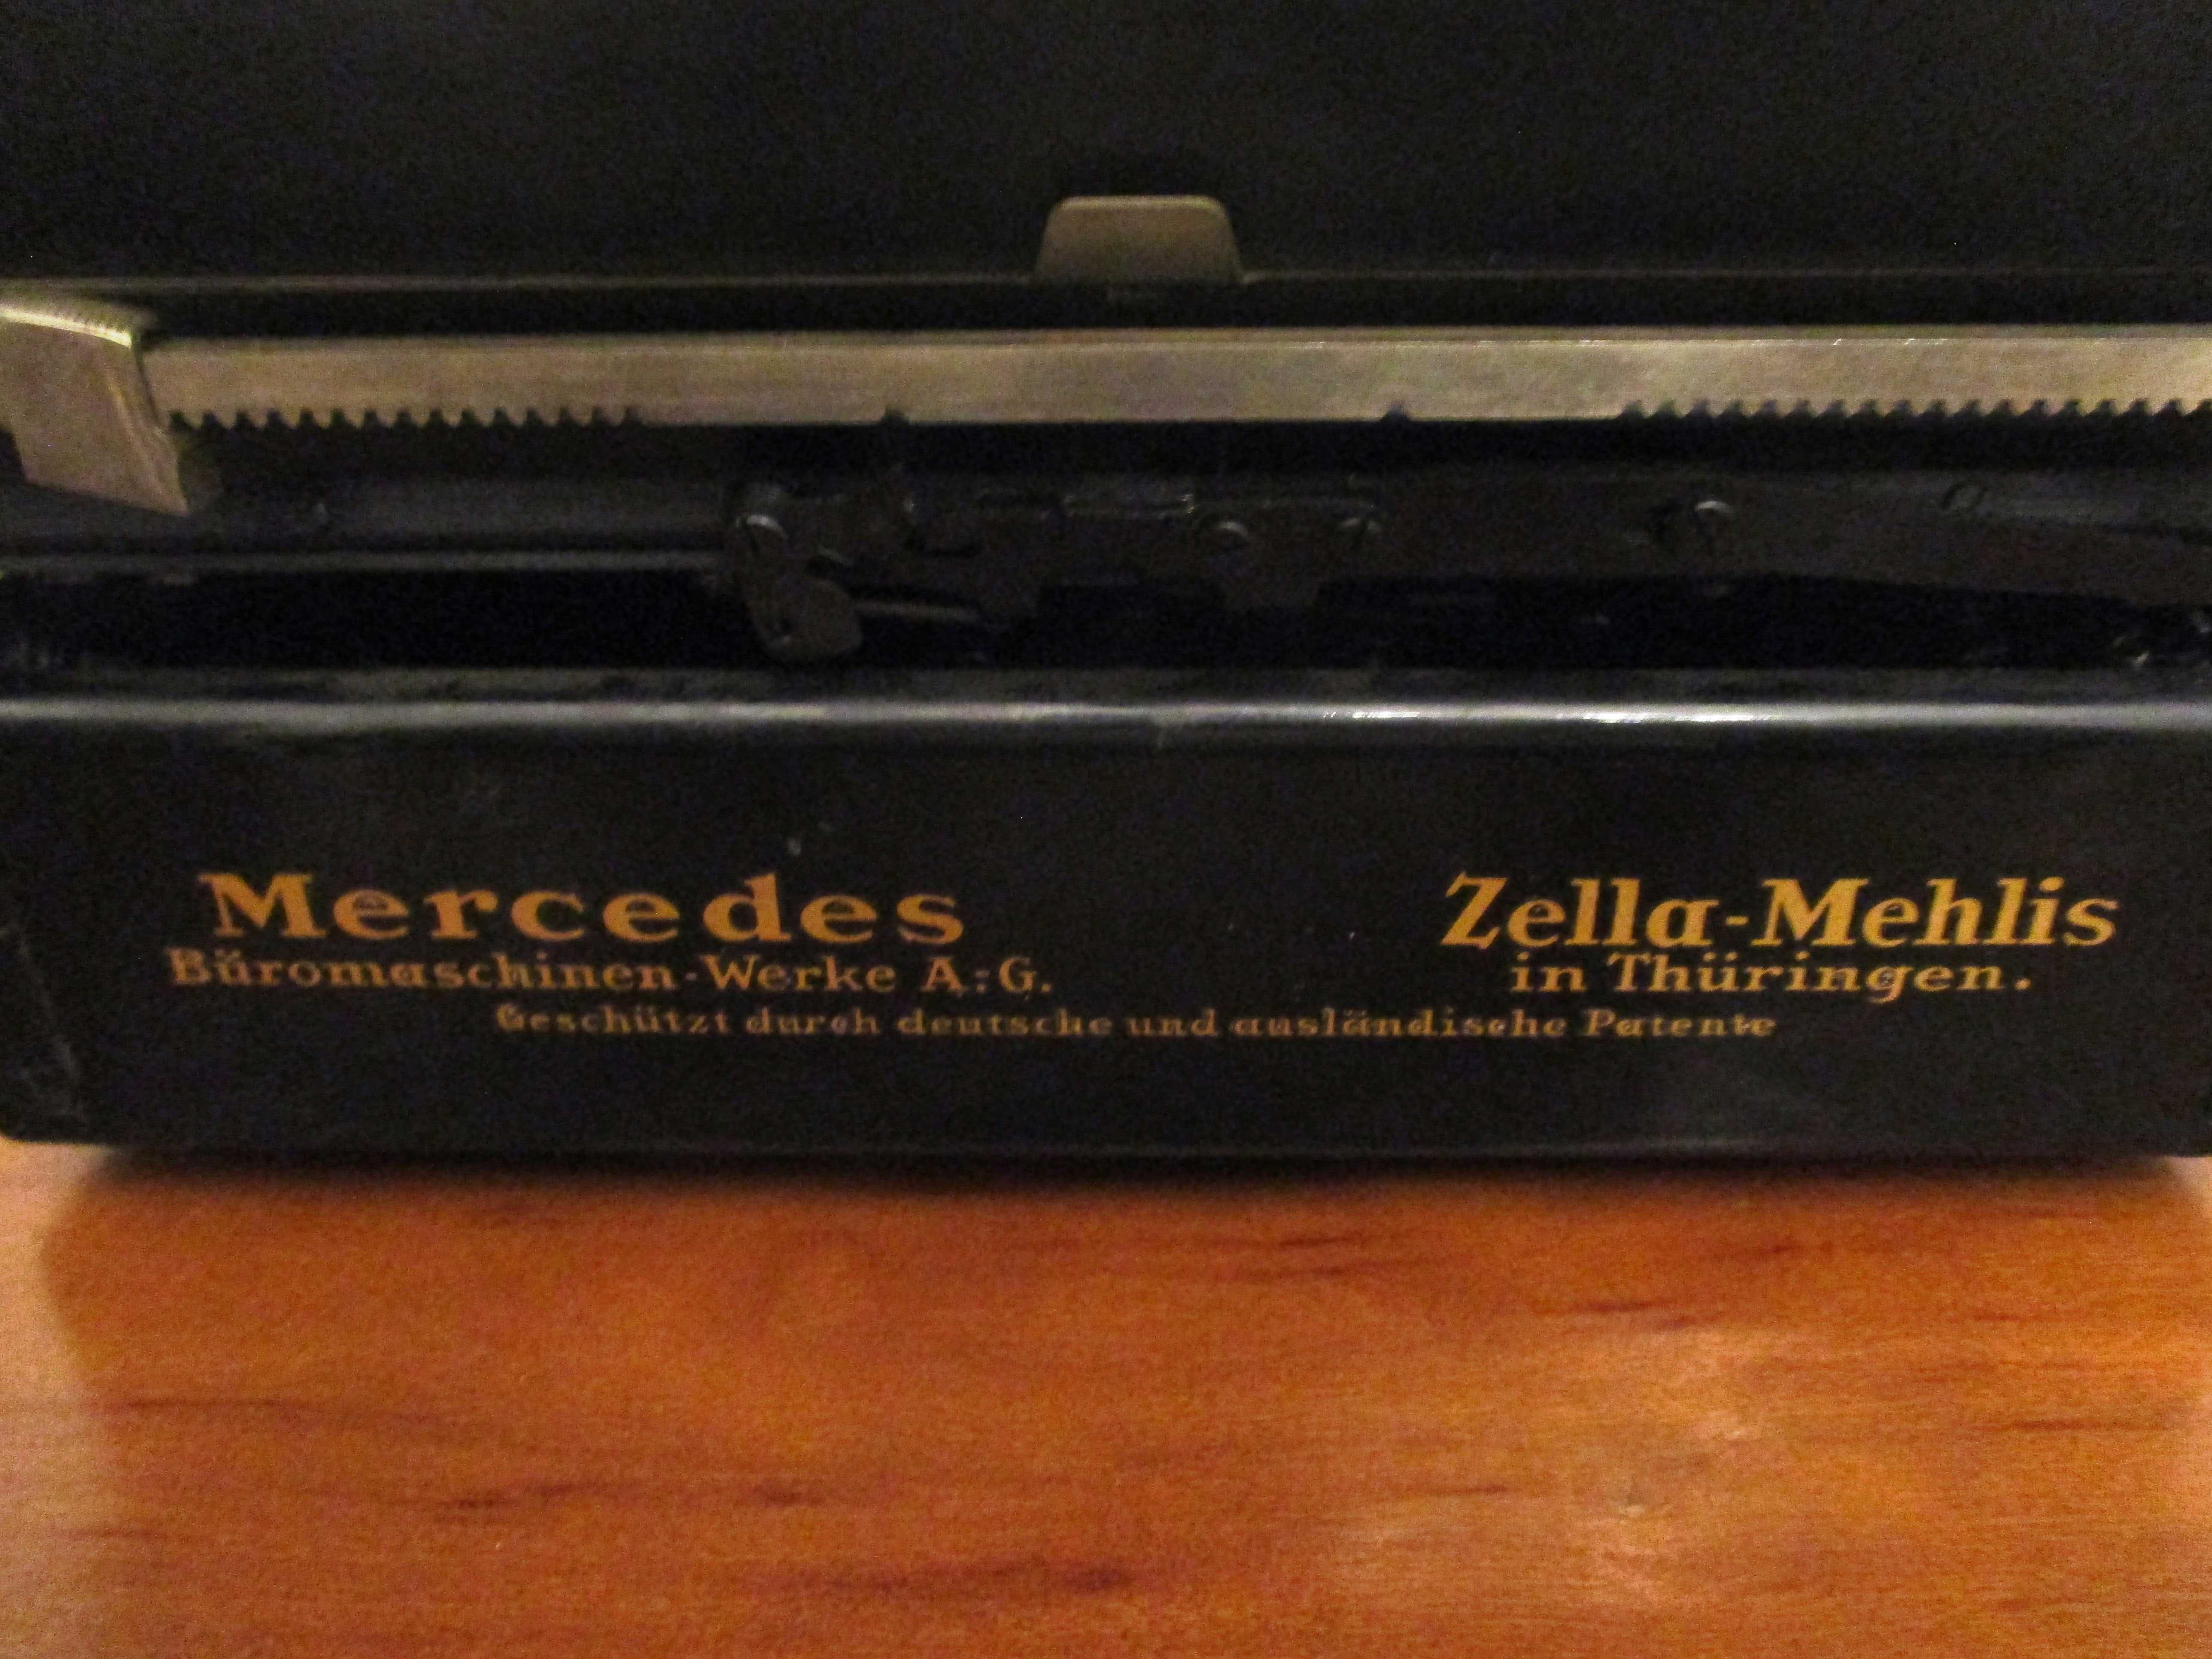 Mercedes
Büromaschinen-Werke A.-G.
Zella-Mehlis
in Thüringen.
Geschützt durch deutsche und ausländische Patente